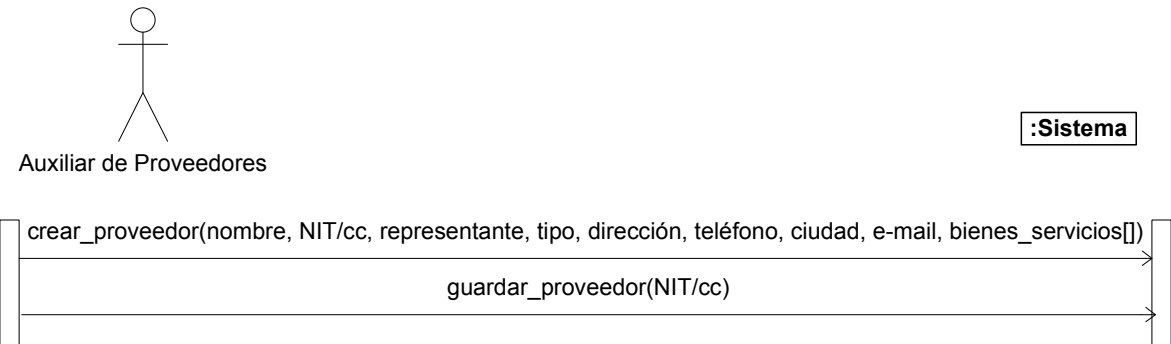 :Sistema
Auxiliar de Proveedores
crear_proveedor(nombre, NIT/cc, representante, tipo, dirección, teléfono, ciudad, e-mail, bienes_servicios[])
guardar_proveedor(NIT/cc)